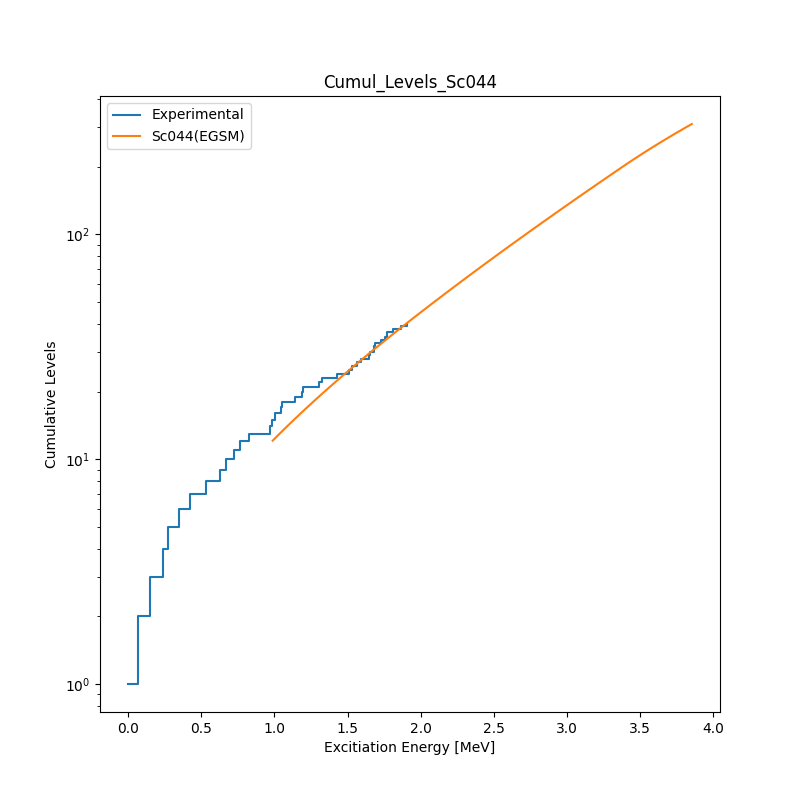 Cumul_Levels_Sc044
Experimental
Sc044(EGSM)
Cumulative Levels
10²
10¹
10⁰
0.0 0.5 1.0 1.5 2.0 2.5 3.0 3.5 4.0
Excitiation Energy [MeV]